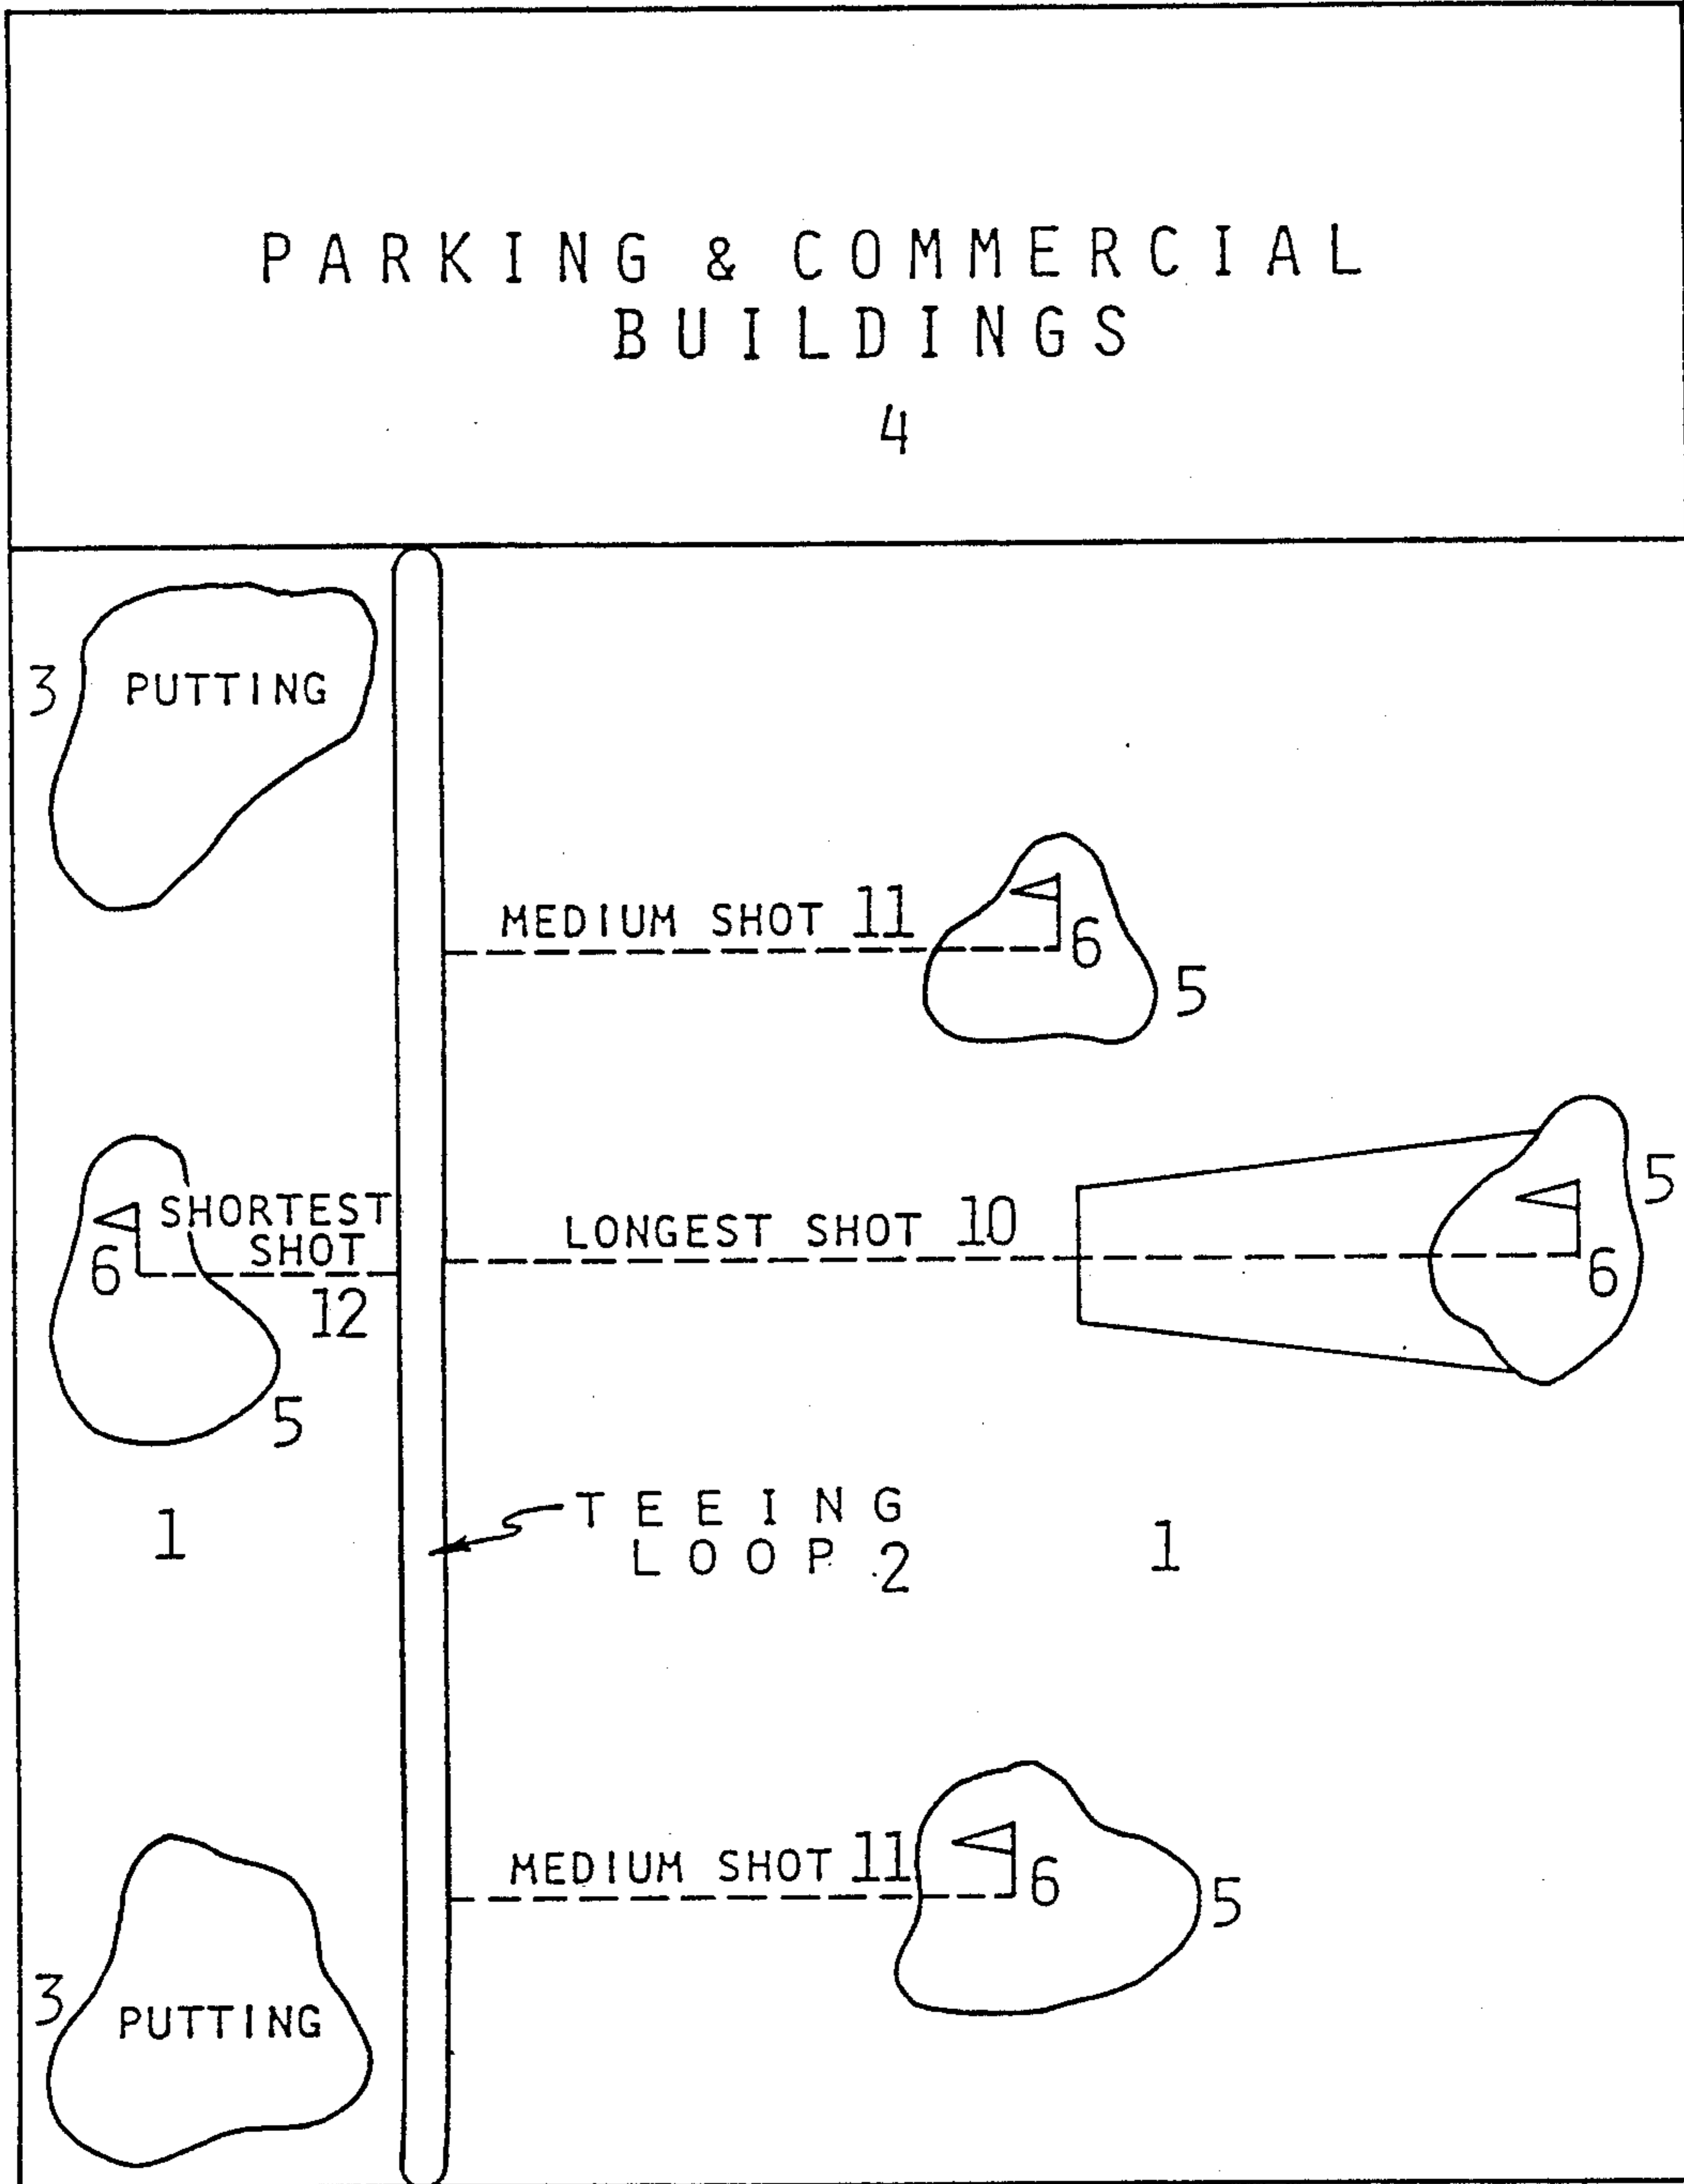 PARKING & COMMERCIAL
BUILDINGS
4
3
PUTTING
MEDIUM SHOT 11
6
5
5
SHORTEST
SHOT
6
12
5
LONGEST SHOT 10
6
1
TEEING
LOOP 2
1
MEDIUM SHOT 11
6
5
3
PUTTING